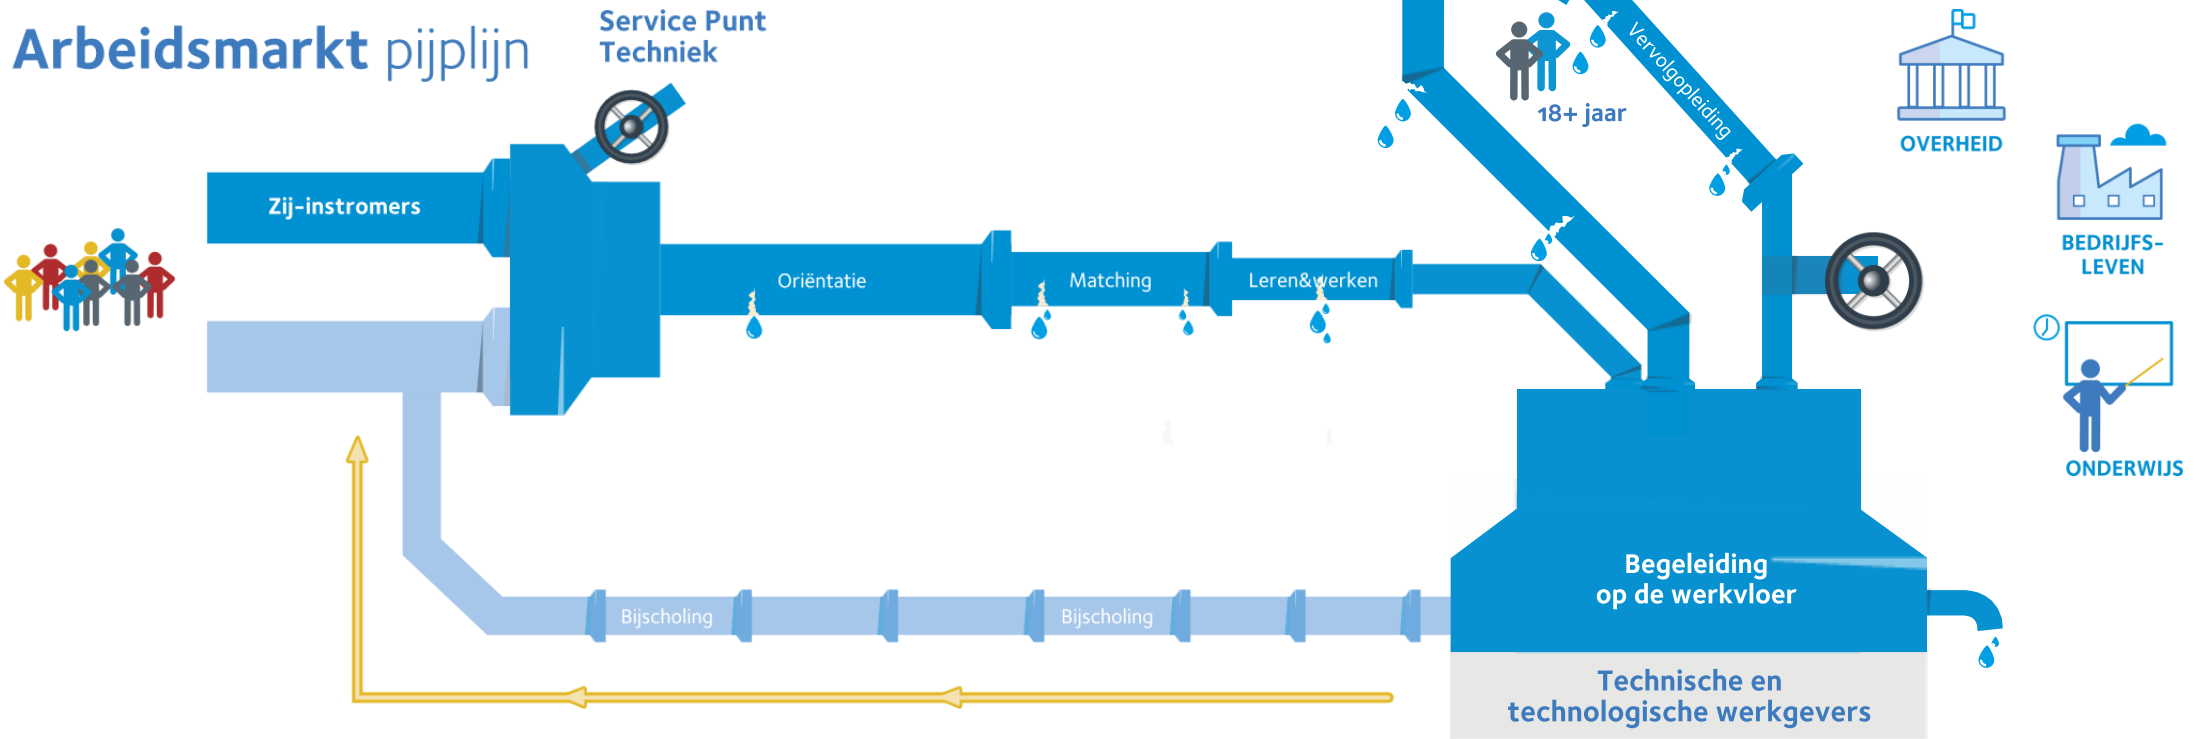 Arbeidsmarkt pijplijn
Service Punt
Techniek
Vervolgopleiding
18+ jaar
OVERHEID
BEDRIJFS-
LEVEN
ONDERWIJS
Zij-instromers
Oriëntatie
Matching
Leren&werken
Bijscholing
Bijscholing
Begeleiding
op de werkvloer
Technische en
technologische werkgevers